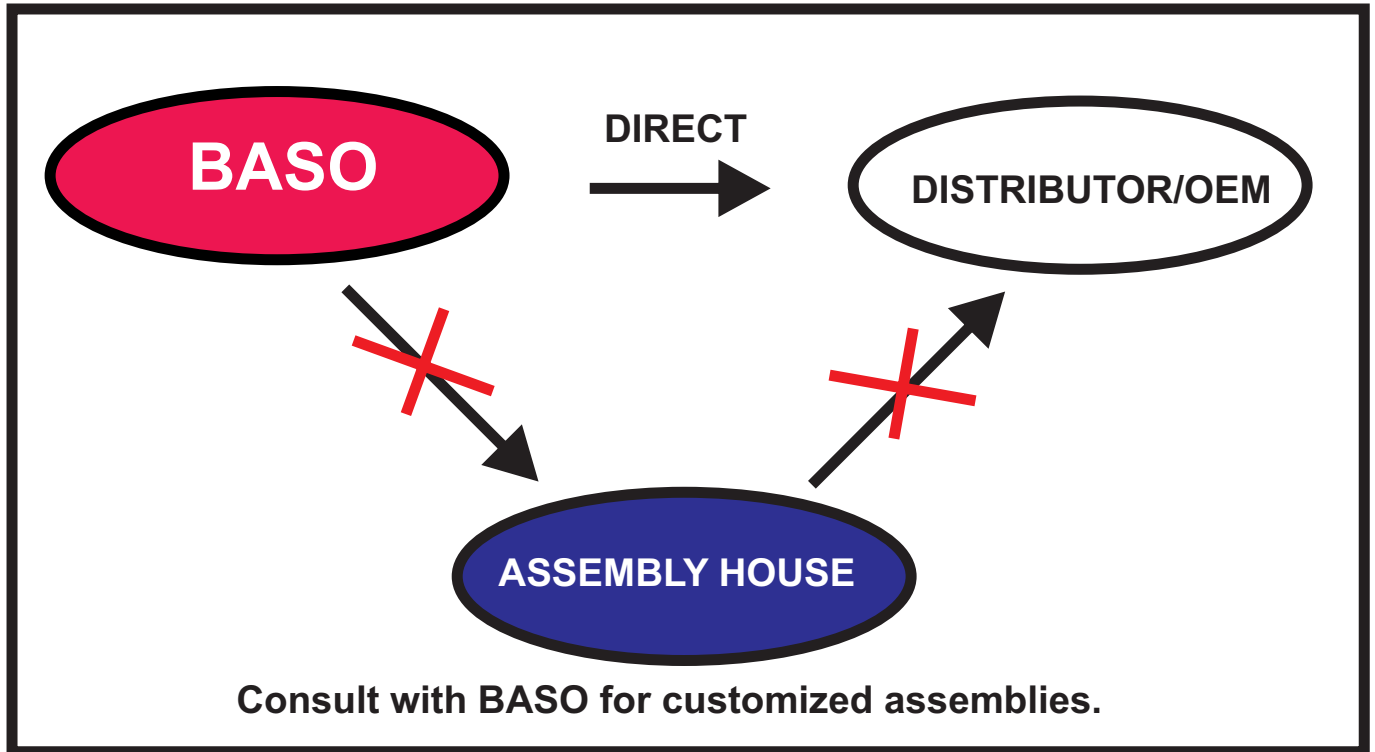 BASO
DIRECT
DISTRIBUTOR/OEM
ASSEMBLY HOUSE
Consult with BASO for customized assemblies.